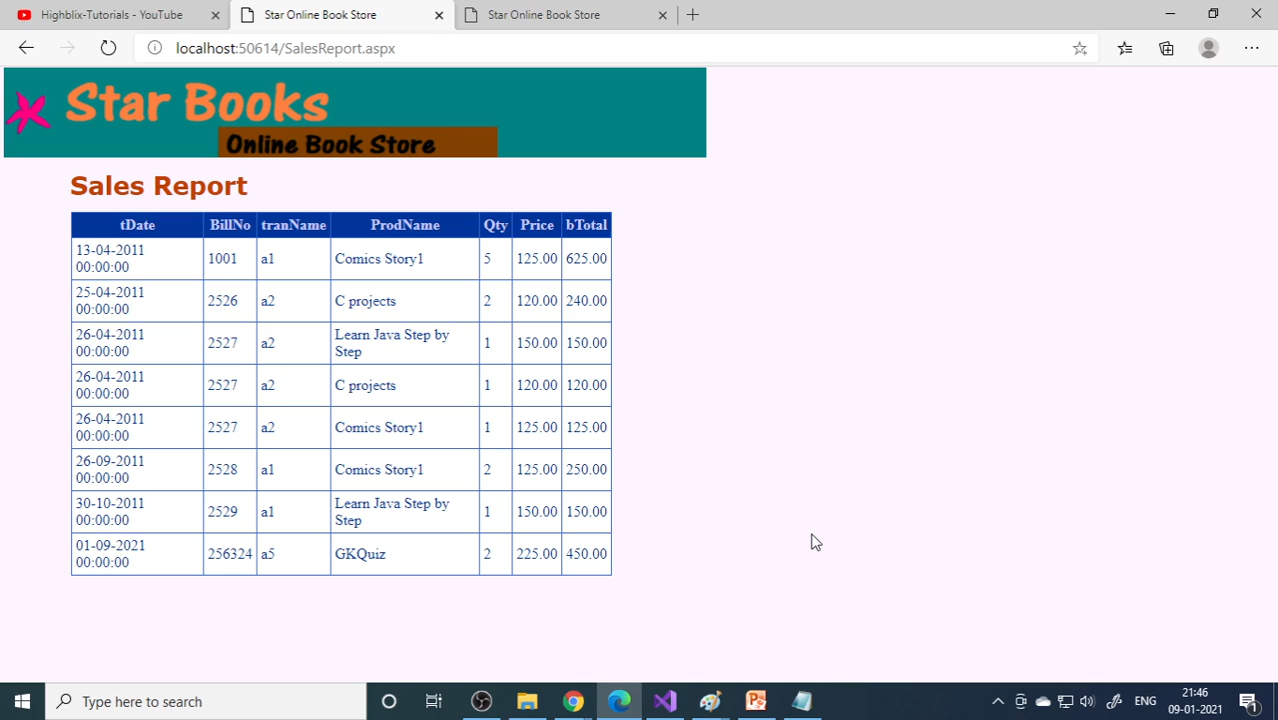 Highblix-Tutorials - YouTube
Star Online Book Store
Star Online Book Store
localhost:50614/SalesReport.aspx
Star Books
Online Book Store
Sales Report
tDate BillNo tranName ProdName Qty Price bTotal
13-04-2011
00:00:00 1001 a1 Comics Story1 5 125.00 625.00
25-04-2011
00:00:00 2526 a2 C projects 2 120.00 240.00
26-04-2011
00:00:00 2527 a2 Learn Java Step by
Step 1 150.00 150.00
26-04-2011
00:00:00 2527 a2 C projects 1 120.00 120.00
26-04-2011
00:00:00 2527 a2 Comics Story1 1 125.00 125.00
26-09-2011
00:00:00 2528 a1 Comics Story1 2 125.00 250.00
30-10-2011
00:00:00 2529 a1 Learn Java Step by
Step 1 150.00 150.00
01-09-2021
00:00:00 256324 a5 GKQuiz 2 225.00 450.00
Type here to search
ENG
21:46
09-01-2021
1